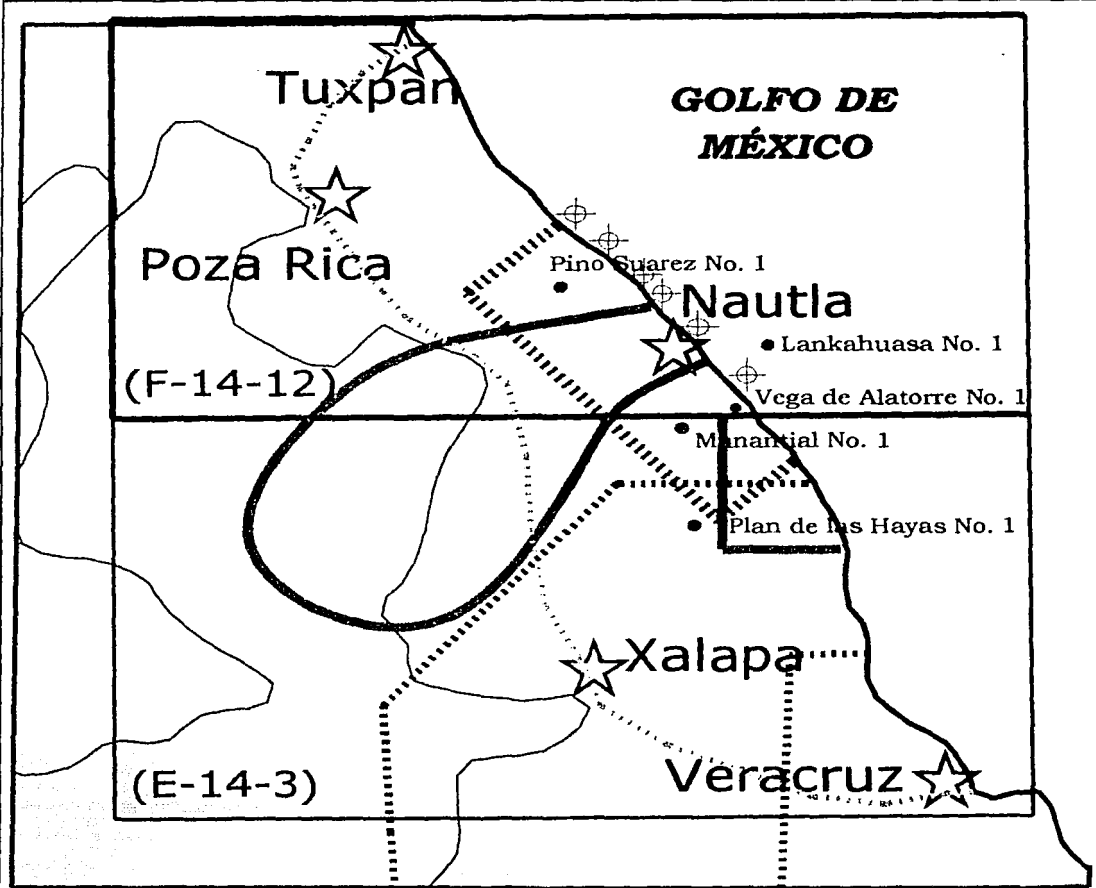 Tuxpan
GOLFO DE
MÉXICO
Poza Rica
Pino Suarez No. 1
Nautla
Lankahuasa No. 1
(F-14-12)
Vega de Alatorre No. 1
Manantial No. 1
Plan de las Hayas No. 1
Xalapa
(E-14-3)
Veracruz